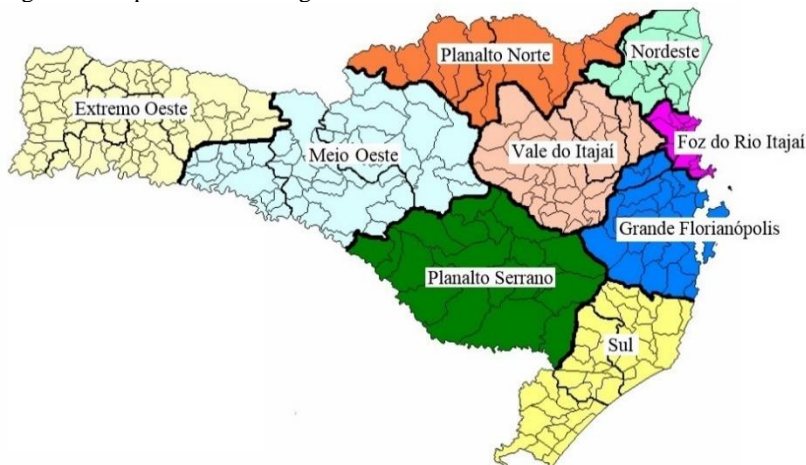 Planalto Norte
Nordeste
Extremo Oeste
Foz do Rio Itajaí
Meio Oeste
Vale do Itajaí
Grande Florianópolis
Planalto Serrano
Sul